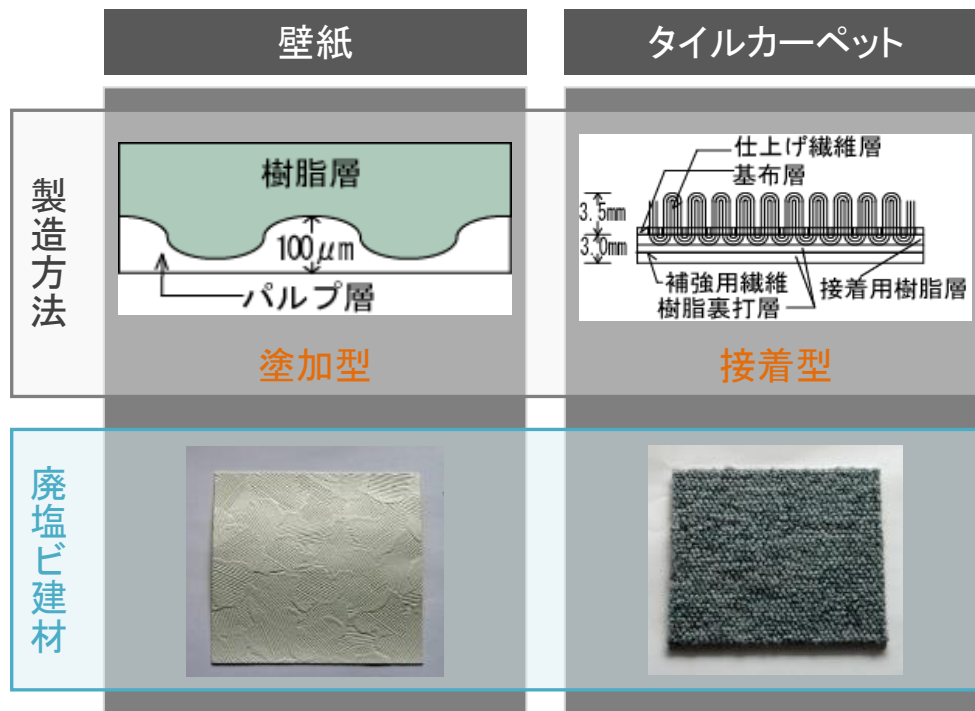 壁紙
タイルカーペット
製造方法
樹脂層
100μm
パルプ層
塗加型
仕上げ繊維層
基布層
3.5mm
3.0mm
補強用繊維
接着用樹脂層
樹脂裏打層
接着型
廃塩ビ建材